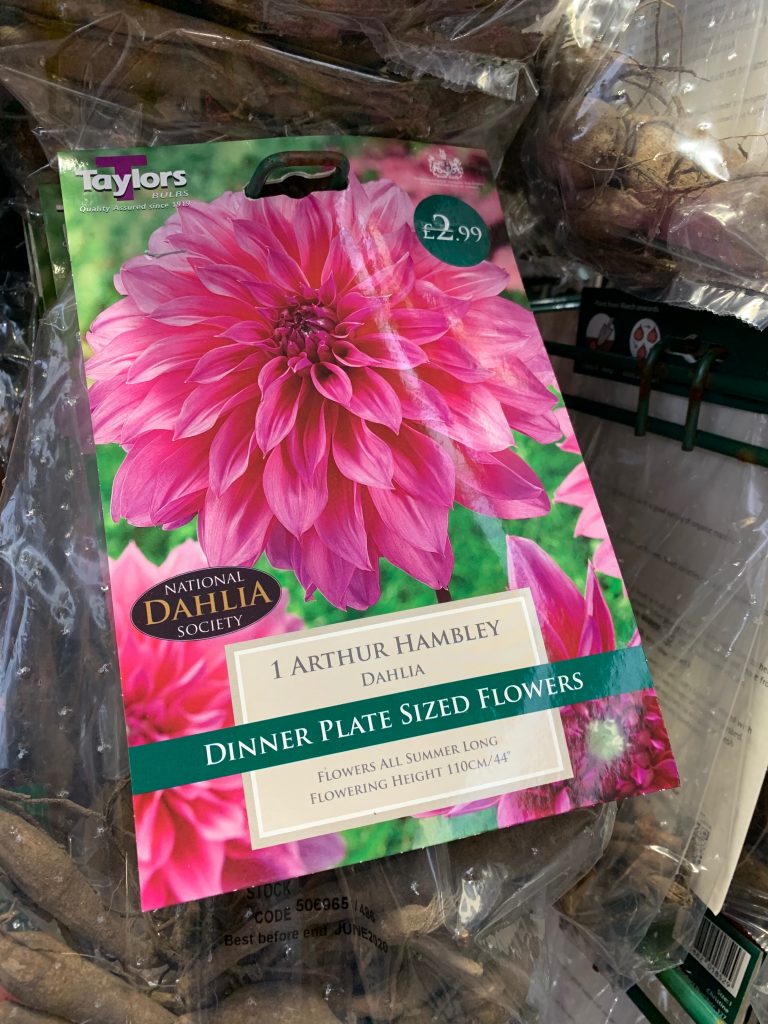 Taylors
BULBS
Quality Assured since 1919
£2.99
NATIONAL
DAHLIA
SOCIETY
1 ARTHUR HAMBLEY
DAHLIA
DINNER PLATE SIZED FLOWERS
FLOWERS ALL SUMMER LONG
FLOWERING HEIGHT 110CM/44"
STOCK
CODE 506965 /486
Best before end JUNE2020